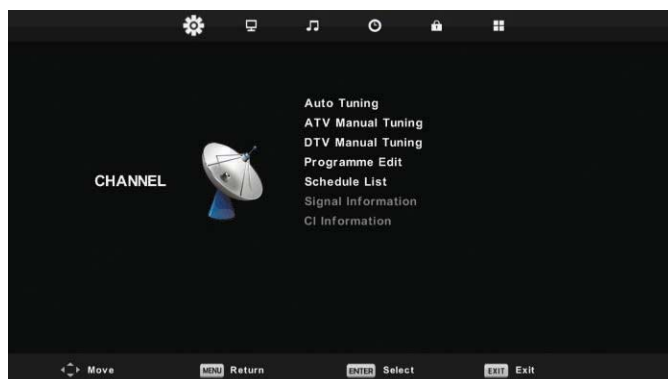 Auto Tuning
ATV Manual Tuning
DTV Manual Tuning
Programme Edit
CHANNEL
Schedule List
Signal Information
CI Information
Move MENU Return ENTER Select EXIT Exit